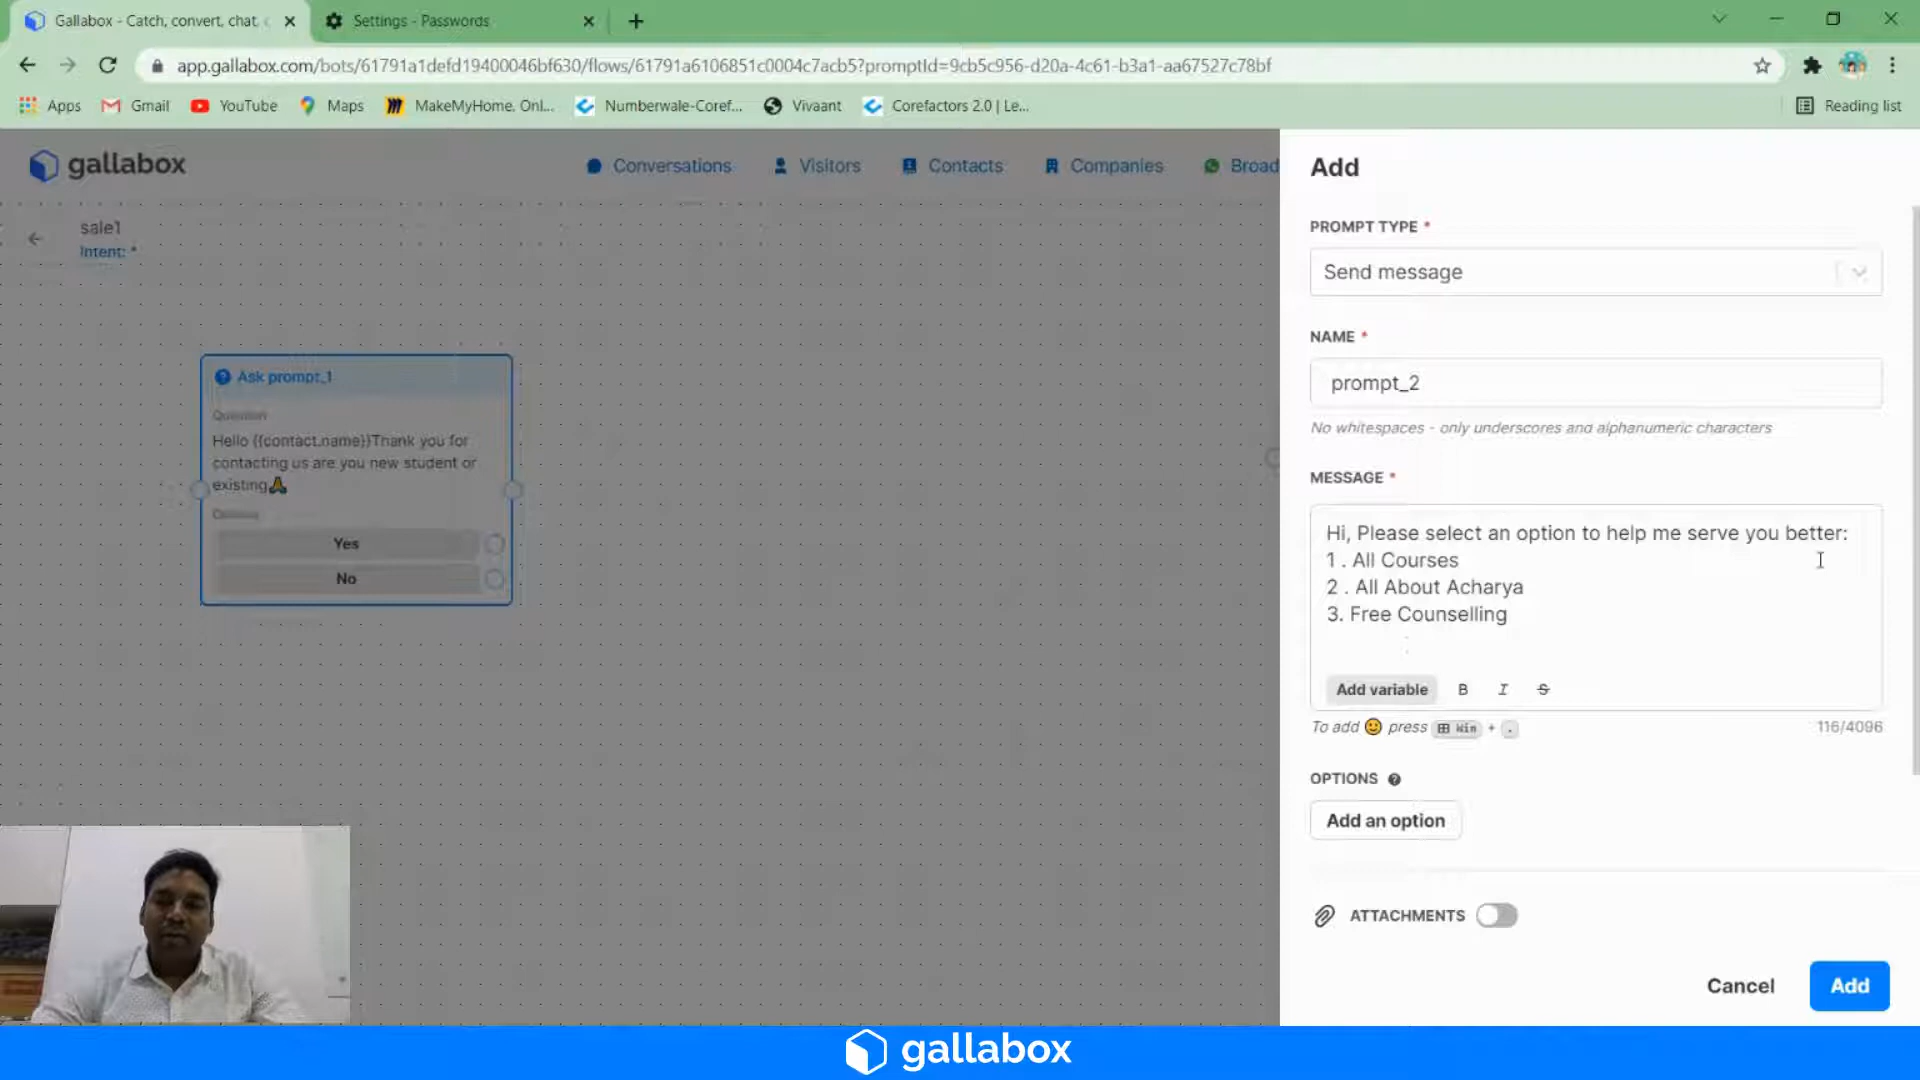 Gallabox - Catch, convert, chat,
Settings - Passwords
app.gallabox.com/bots/61791a1defd19400046bf630/flows/61791a6106851c0004c7acb5?promptId=9cb5c956-d20a-4c61-b3a1-aa67527c78bf
Apps Gmail YouTube Maps MakeMyHome. Onl... Numberwale-Coref... Vivaant Corefactors 2.0 | Le... Reading list
gallabox
Conversations Visitors Contacts Companies Broad
sale1
Intent: *
Ask prompt_1
Question
Hello {{contact.name}}Thank you for
contacting us are you new student or
existing🙏
Options
Yes
No
Add
PROMPT TYPE *
Send message
NAME *
prompt_2
No whitespaces - only underscores and alphanumeric characters
MESSAGE *
Hi, Please select an option to help me serve you better:
1 . All Courses
2 . All About Acharya
3. Free Counselling
Add variable B I S
To add 🙂 press Win + .
116/4096
OPTIONS
Add an option
ATTACHMENTS
Cancel
Add
gallabox